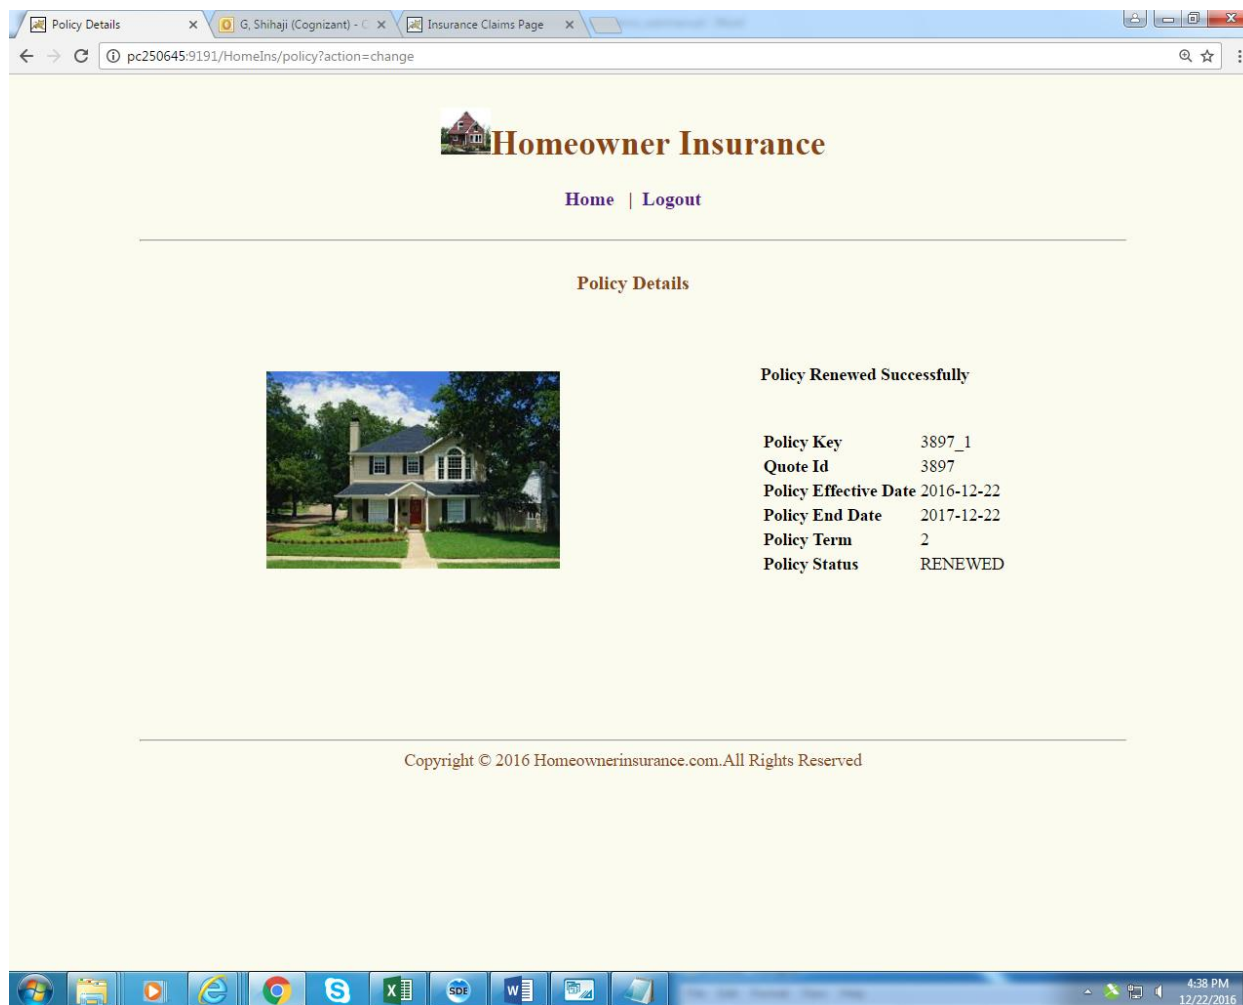 Policy Details
G, Shihaji (Cognizant) - C
Insurance Claims Page
pc250645:9191/HomeIns/policy?action=change
Homeowner Insurance
Home | Logout
Policy Details
Policy Renewed Successfully
Policy Key 3897_1
Quote Id 3897
Policy Effective Date 2016-12-22
Policy End Date 2017-12-22
Policy Term 2
Policy Status RENEWED
Copyright © 2016 Homeownerinsurance.com.All Rights Reserved
SDE
4:38 PM
12/22/2016